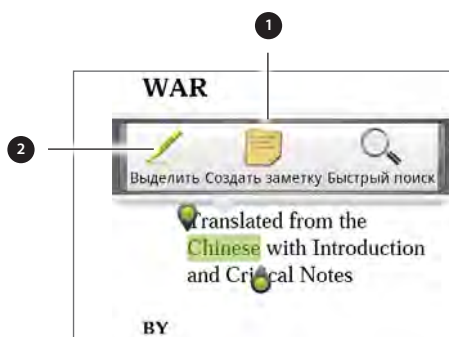 1
WAR
2
Выделить Создать заметку Быстрый поиск
Translated from the
Chinese with Introduction
and Critical Notes
BY